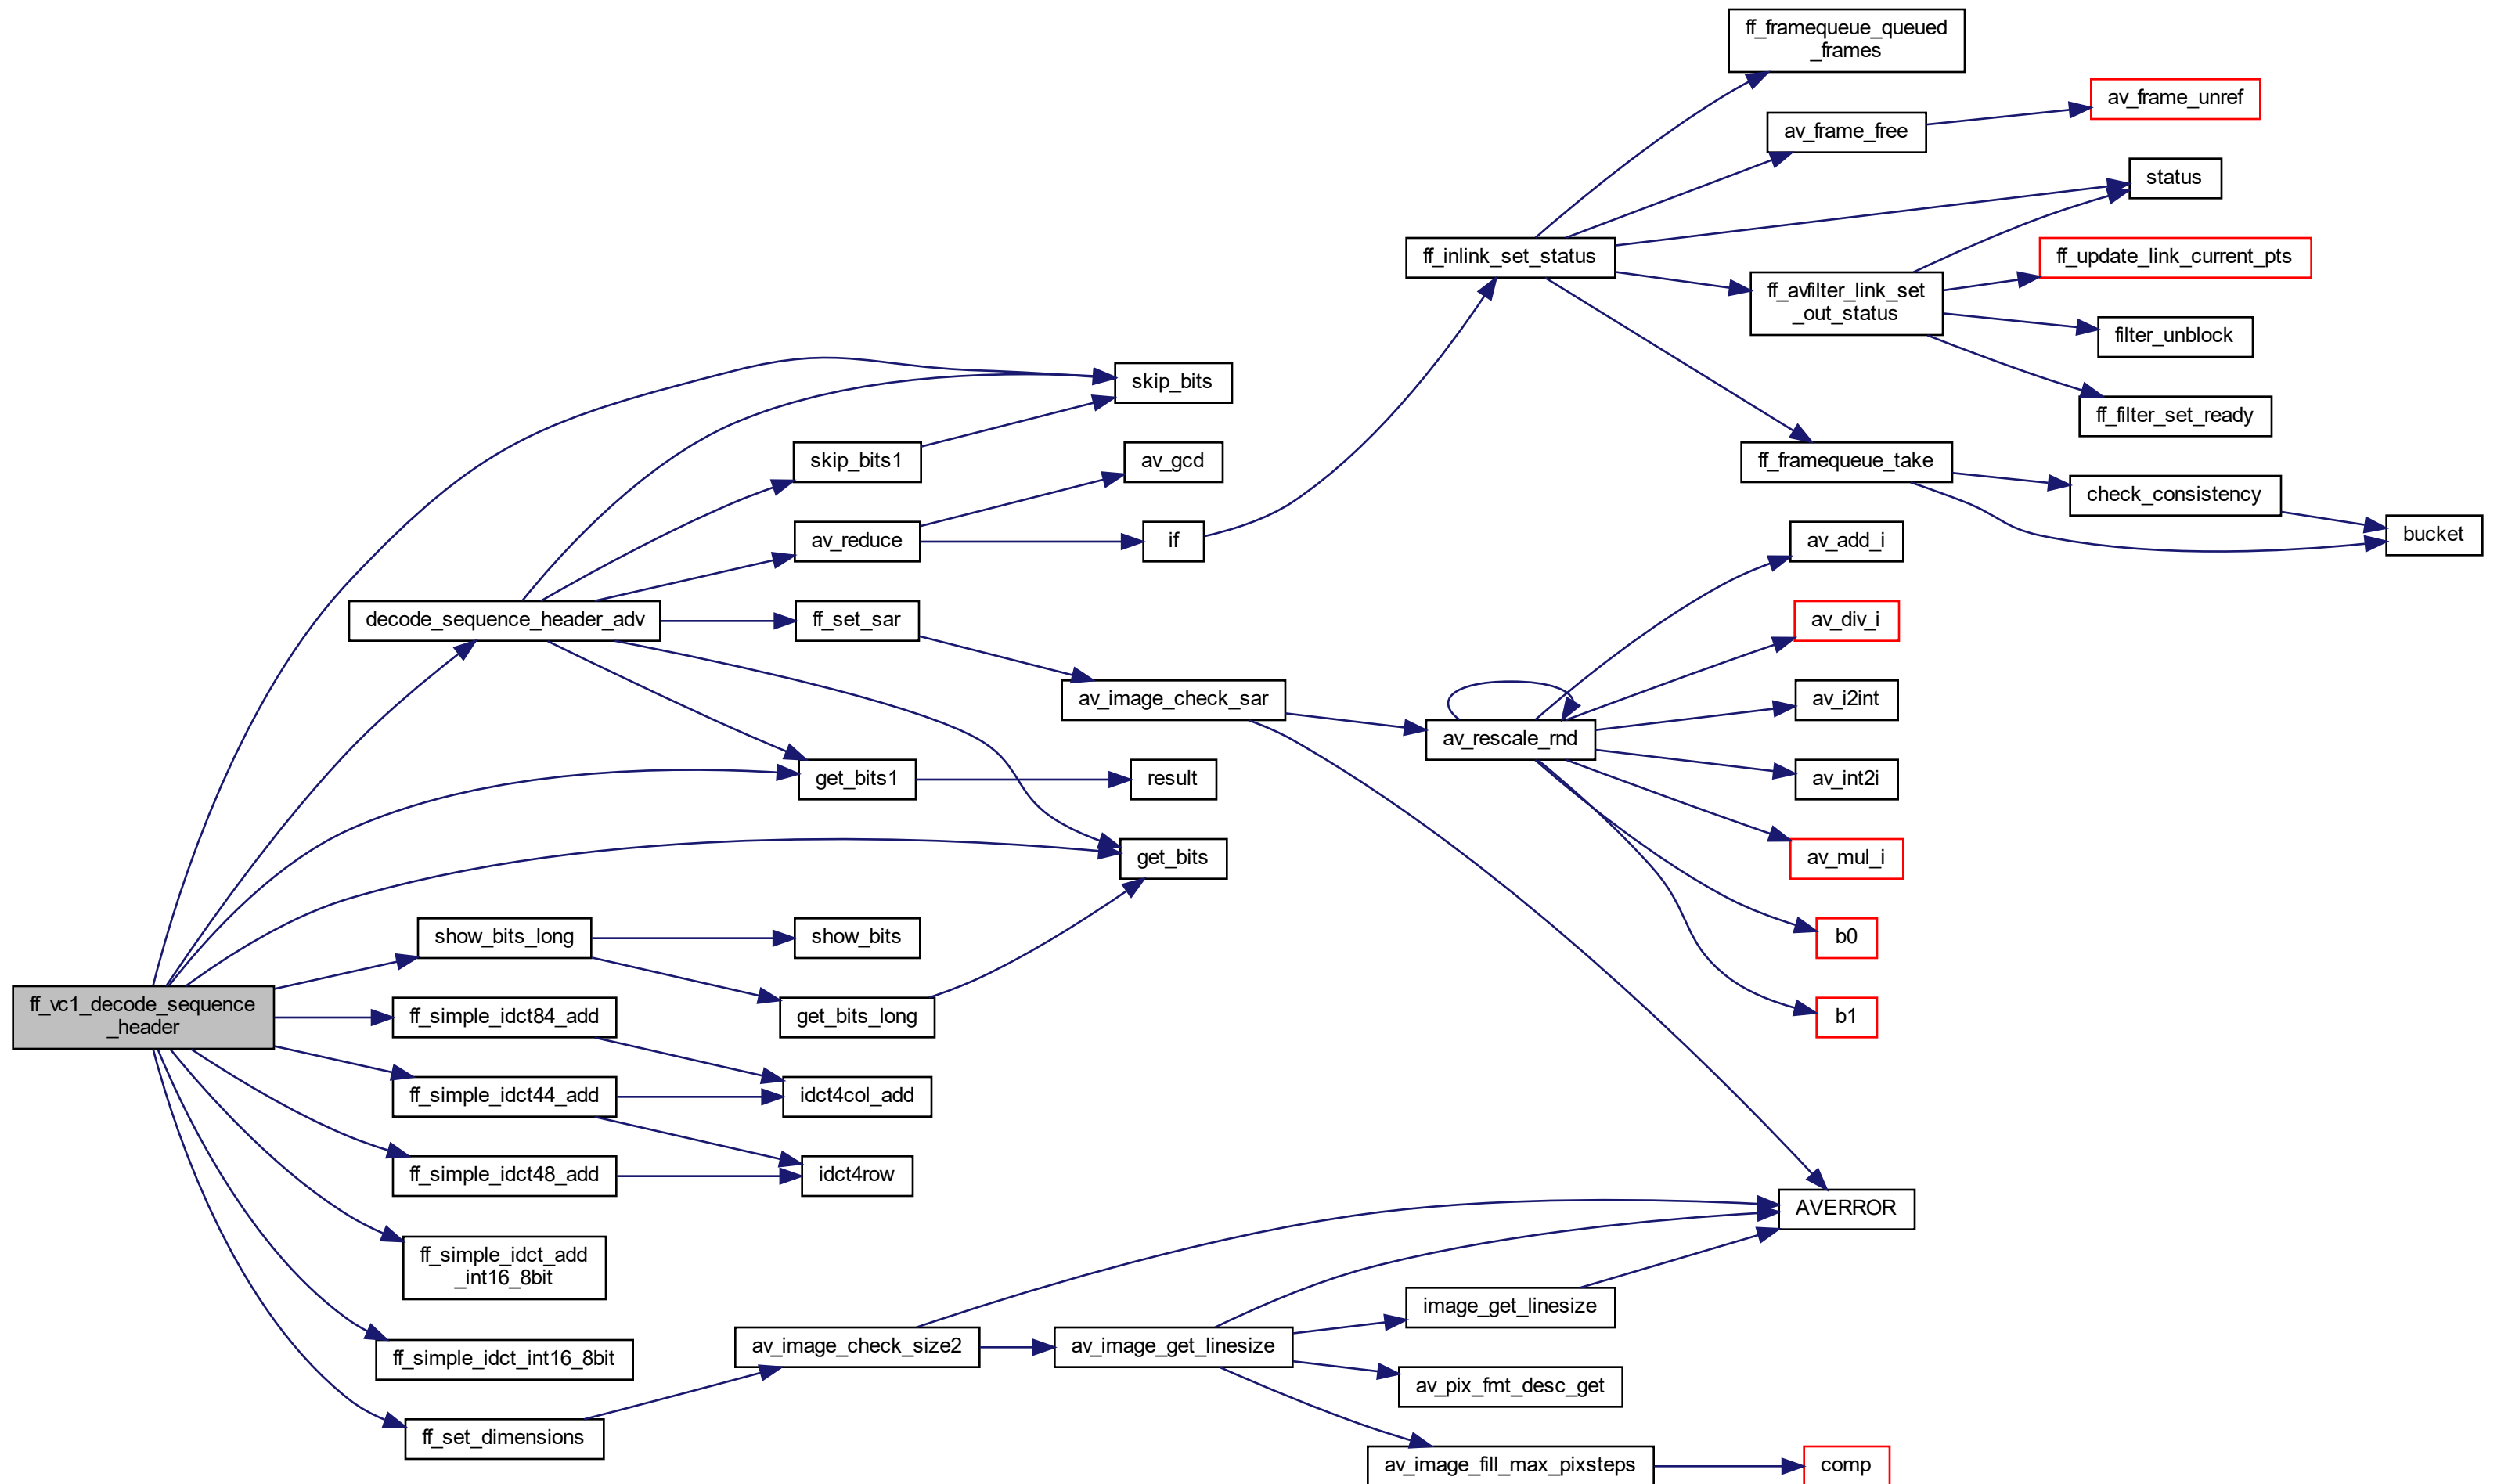 ff_framequeue_queued
_frames
av_frame_unref
av_frame_free
status
ff_inlink_set_status
ff_update_link_current_pts
ff_avfilter_link_set
_out_status
filter_unblock
skip_bits
ff_filter_set_ready
skip_bits1
av_gcd
ff_framequeue_take
check_consistency
av_reduce
if
bucket
av_add_i
decode_sequence_header_adv
ff_set_sar
av_div_i
av_image_check_sar
av_i2int
av_rescale_rnd
get_bits1
result
av_int2i
get_bits
av_mul_i
show_bits_long
show_bits
b0
ff_vc1_decode_sequence
_header
ff_simple_idct84_add
get_bits_long
b1
ff_simple_idct44_add
idct4col_add
ff_simple_idct48_add
idct4row
AVERROR
ff_simple_idct_add
_int16_8bit
image_get_linesize
ff_simple_idct_int16_8bit
av_image_check_size2
av_image_get_linesize
av_pix_fmt_desc_get
ff_set_dimensions
av_image_fill_max_pixsteps
comp